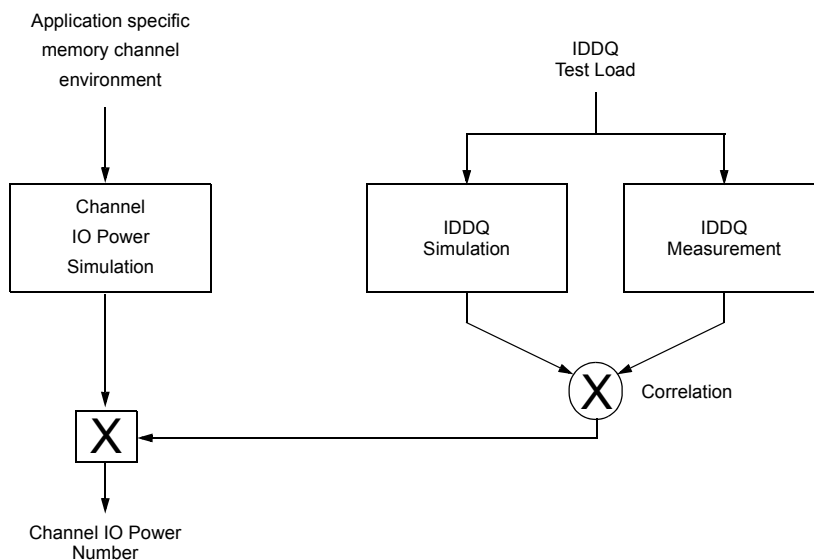 Application specific
memory channel
environment
IDDQ
Test Load
Channel
IO Power
Simulation
IDDQ
Simulation
IDDQ
Measurement
X
Correlation
X
Channel IO Power
Number